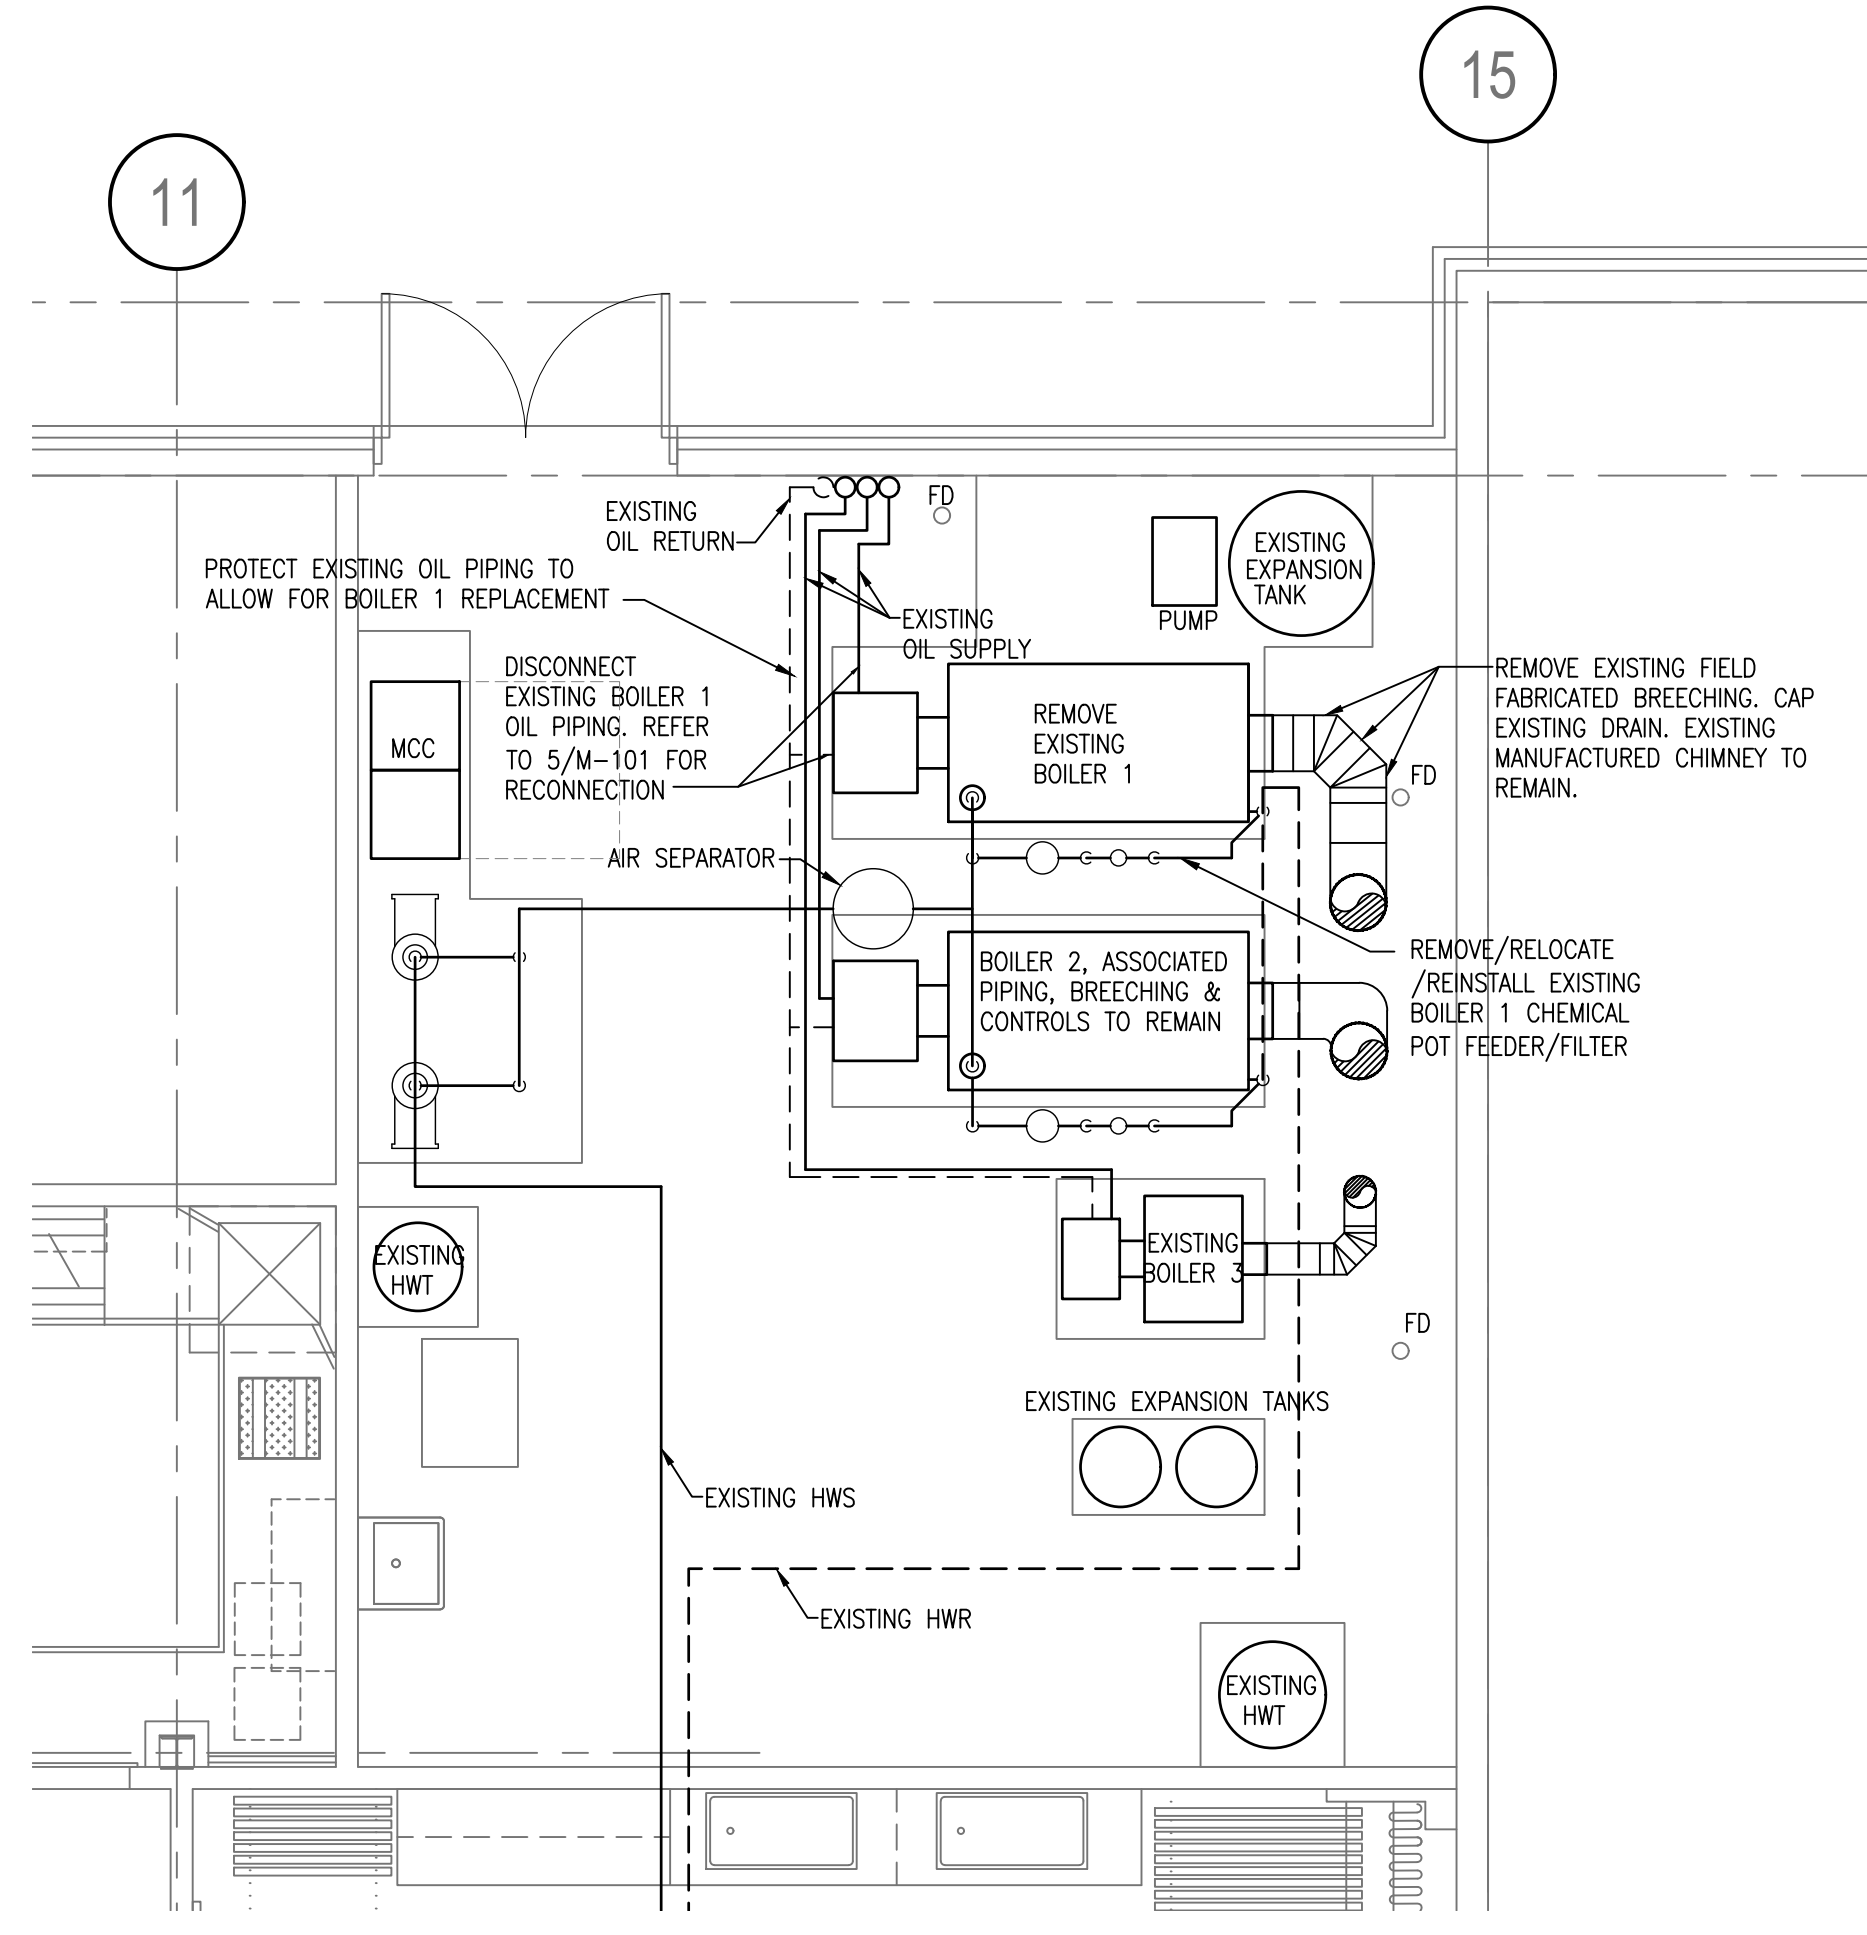 15
11
EXISTING
OIL RETURN
FD
EXISTING
EXPANSION
TANK
PUMP
PROTECT EXISTING OIL PIPING TO
ALLOW FOR BOILER 1 REPLACEMENT
EXISTING
OIL SUPPLY
DISCONNECT
EXISTING BOILER 1
OIL PIPING. REFER
TO 5/M-101 FOR
RECONNECTION
MCC
REMOVE
EXISTING
BOILER 1
REMOVE EXISTING FIELD
FABRICATED BREECHING. CAP
EXISTING DRAIN. EXISTING
MANUFACTURED CHIMNEY TO
REMAIN.
FD
AIR SEPARATOR
BOILER 2, ASSOCIATED
PIPING, BREECHING &
CONTROLS TO REMAIN
REMOVE/RELOCATE
/REINSTALL EXISTING
BOILER 1 CHEMICAL
POT FEEDER/FILTER
EXISTING
HWT
EXISTING
BOILER 3
FD
EXISTING EXPANSION TANKS
EXISTING HWS
EXISTING HWR
EXISTING
HWT